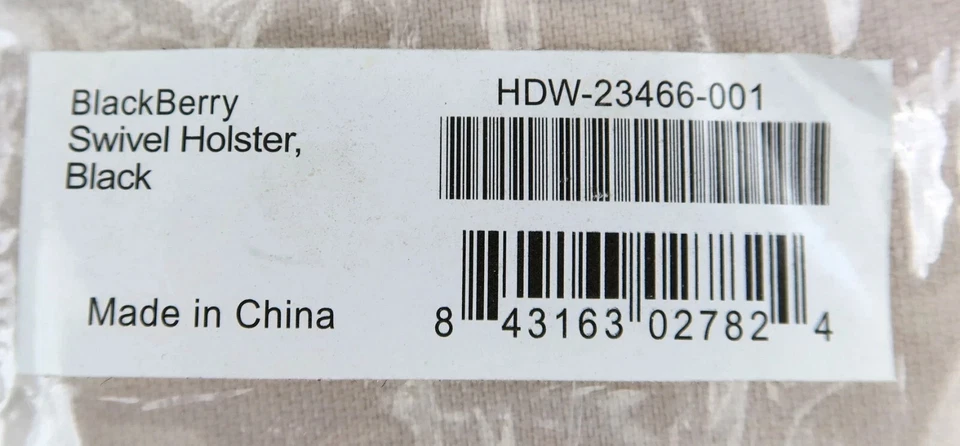 BlackBerry
Swivel Holster,
Black
HDW-23466-001
Made in China
8 43163 02782 4